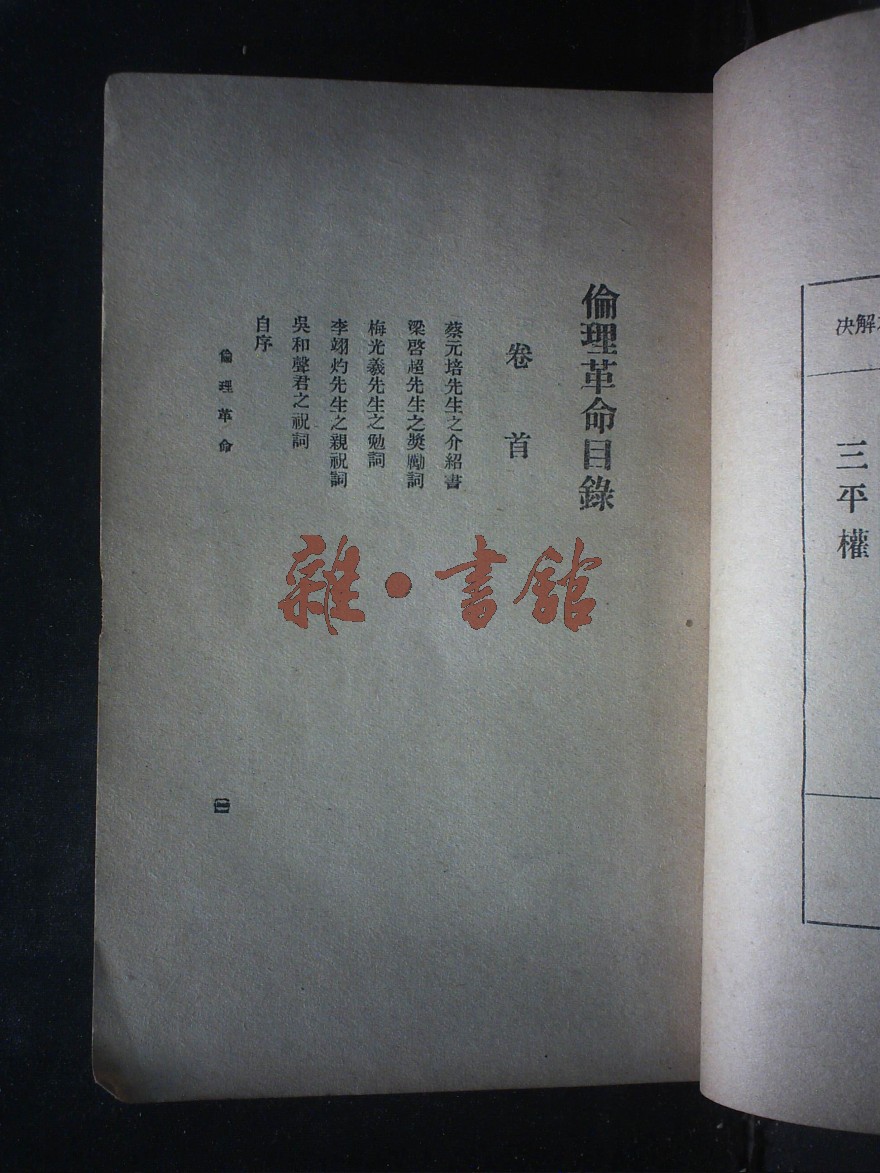 三平權
倫理革命目錄
卷首
蔡元培先生之介紹書
梁啓超先生之奬勵詞
梅光羲先生之勉詞
李翊灼先生之親祝詞
吳和聲君之祝詞
自序
倫理革命
雜·書館